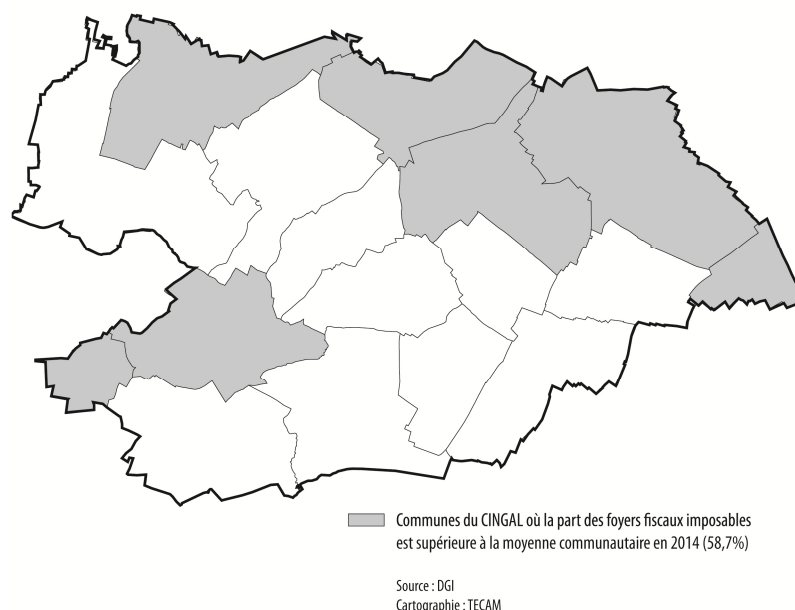 Communes du CINGAL où la part des foyers fiscaux imposables
est supérieure à la moyenne communautaire en 2014 (58,7%)
Source : DGI
Cartographie : TECAM